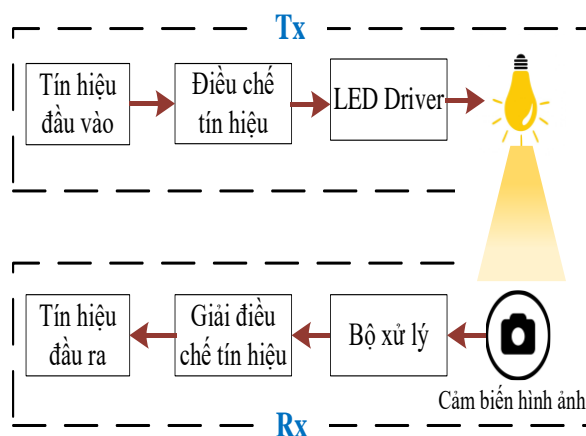 Tx
Tín hiệu
đầu vào
Điều chế
tín hiệu
LED Driver
Tín hiệu
đầu ra
Giải điều
chế tín hiệu
Bộ xử lý
Cảm biến hình ảnh
Rx